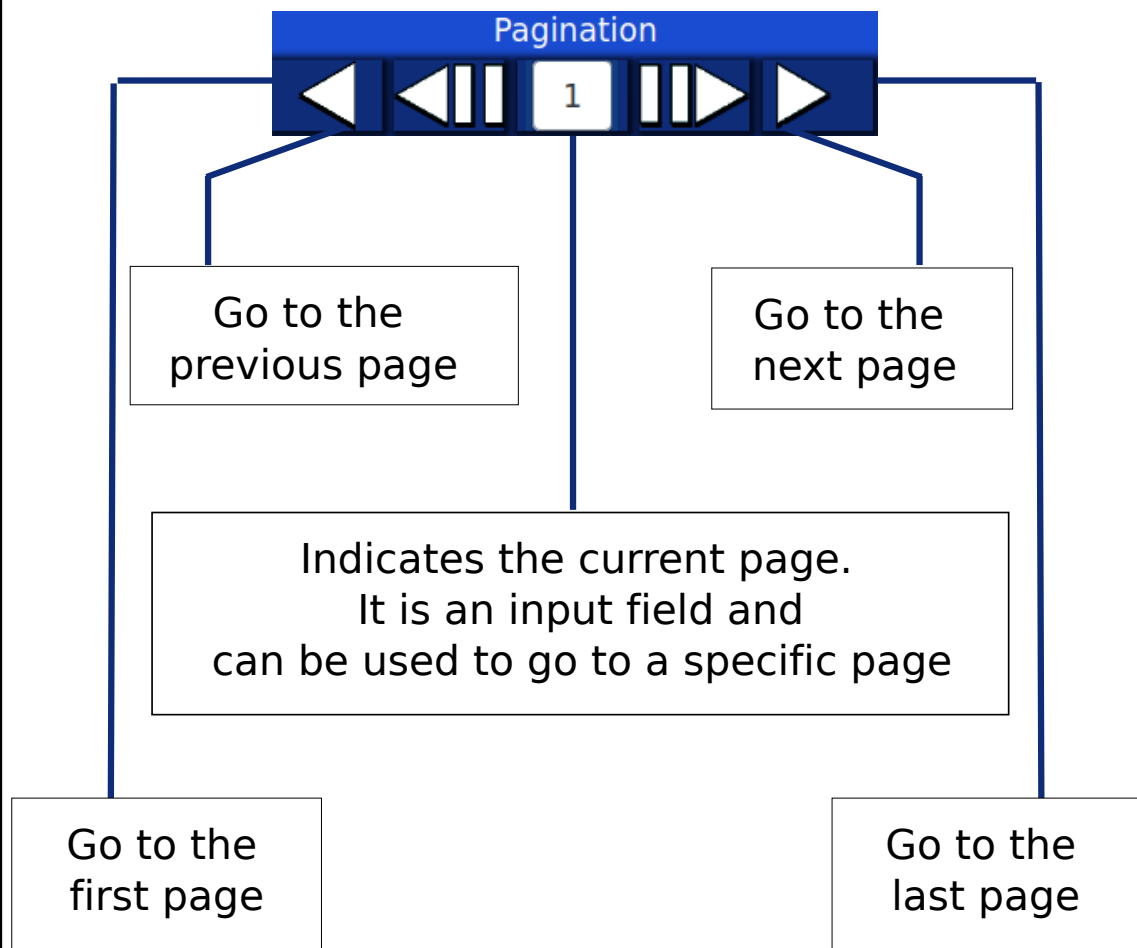 Pagination
1
Go to the
previous page
Go to the
next page
Indicates the current page.
It is an input field and
can be used to go to a specific page
Go to the
first page
Go to the
last page